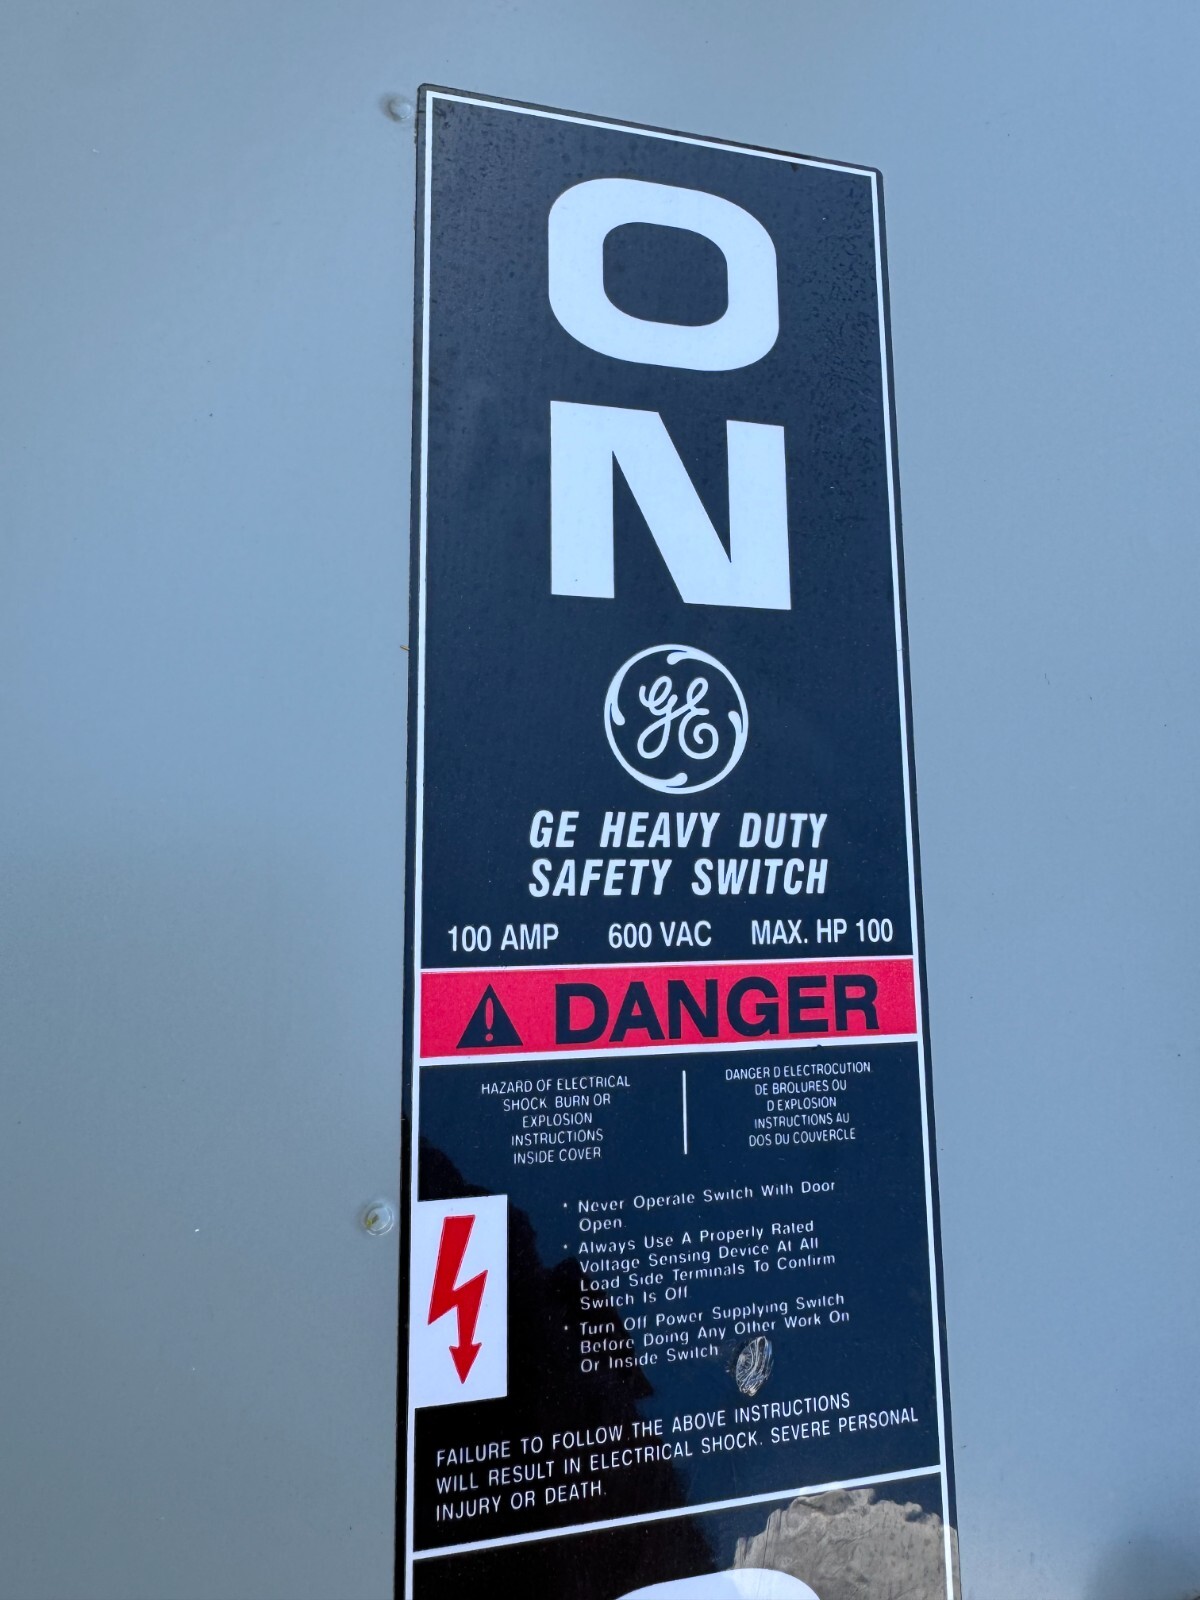 ON
GE
GE HEAVY DUTY
SAFETY SWITCH
100 AMP 600 VAC MAX. HP 100
DANGER
HAZARD OF ELECTRICAL
SHOCK BURN OR
EXPLOSION
INSTRUCTIONS
INSIDE COVER
DANGER D ELECTROCUTION
DE BROLURES OU
D EXPLOSION
INSTRUCTIONS AU
DOS DU COUVERCLE
• Never Operate Switch With Door
Open.
• Always Use A Properly Rated
Voltage Sensing Device At All
Load Side Terminals To Confirm
Switch Is Off
• Turn Off Power Supplying Switch
Before Doing Any Other Work On
Or Inside Switch
FAILURE TO FOLLOW THE ABOVE INSTRUCTIONS
WILL RESULT IN ELECTRICAL SHOCK. SEVERE PERSONAL
INJURY OR DEATH.